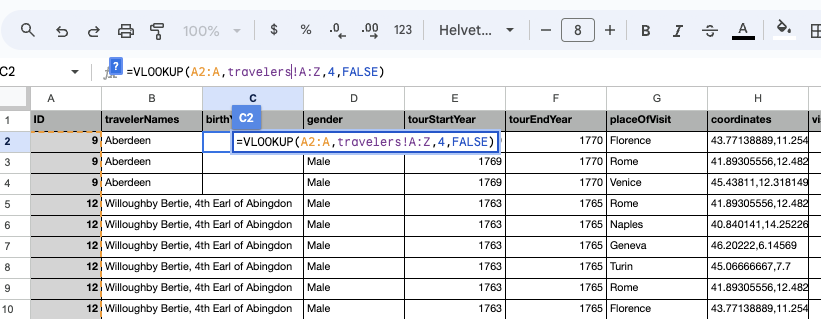 100% $ % .0 .00 123 Helvet... 8 B I S A
C2 fx ? =VLOOKUP(A2:A,travelers!A:Z,4,FALSE)
A B C D E F G H
1 ID travelerNames birth gender tourStartYear tourEndYear placeOfVisit coordinates vi
C2
2 9 Aberdeen =VLOOKUP(A2:A,travelers!A:Z,4,FALSE) 1770 Florence 43.77138889,11.254
3 9 Aberdeen Male 1769 1770 Rome 41.89305556,12.482
4 9 Aberdeen Male 1769 1770 Venice 45.43811,12.318149
5 12 Willoughby Bertie, 4th Earl of Abingdon Male 1763 1765 Rome 41.89305556,12.482
6 12 Willoughby Bertie, 4th Earl of Abingdon Male 1763 1765 Naples 40.840141,14.25226
7 12 Willoughby Bertie, 4th Earl of Abingdon Male 1763 1765 Geneva 46.20222,6.14569
8 12 Willoughby Bertie, 4th Earl of Abingdon Male 1763 1765 Turin 45.06666667,7.7
9 12 Willoughby Bertie, 4th Earl of Abingdon Male 1763 1765 Rome 41.89305556,12.482
10 12 Willoughby Bertie, 4th Earl of Abingdon Male 1763 1765 Florence 43.77138889,11.254